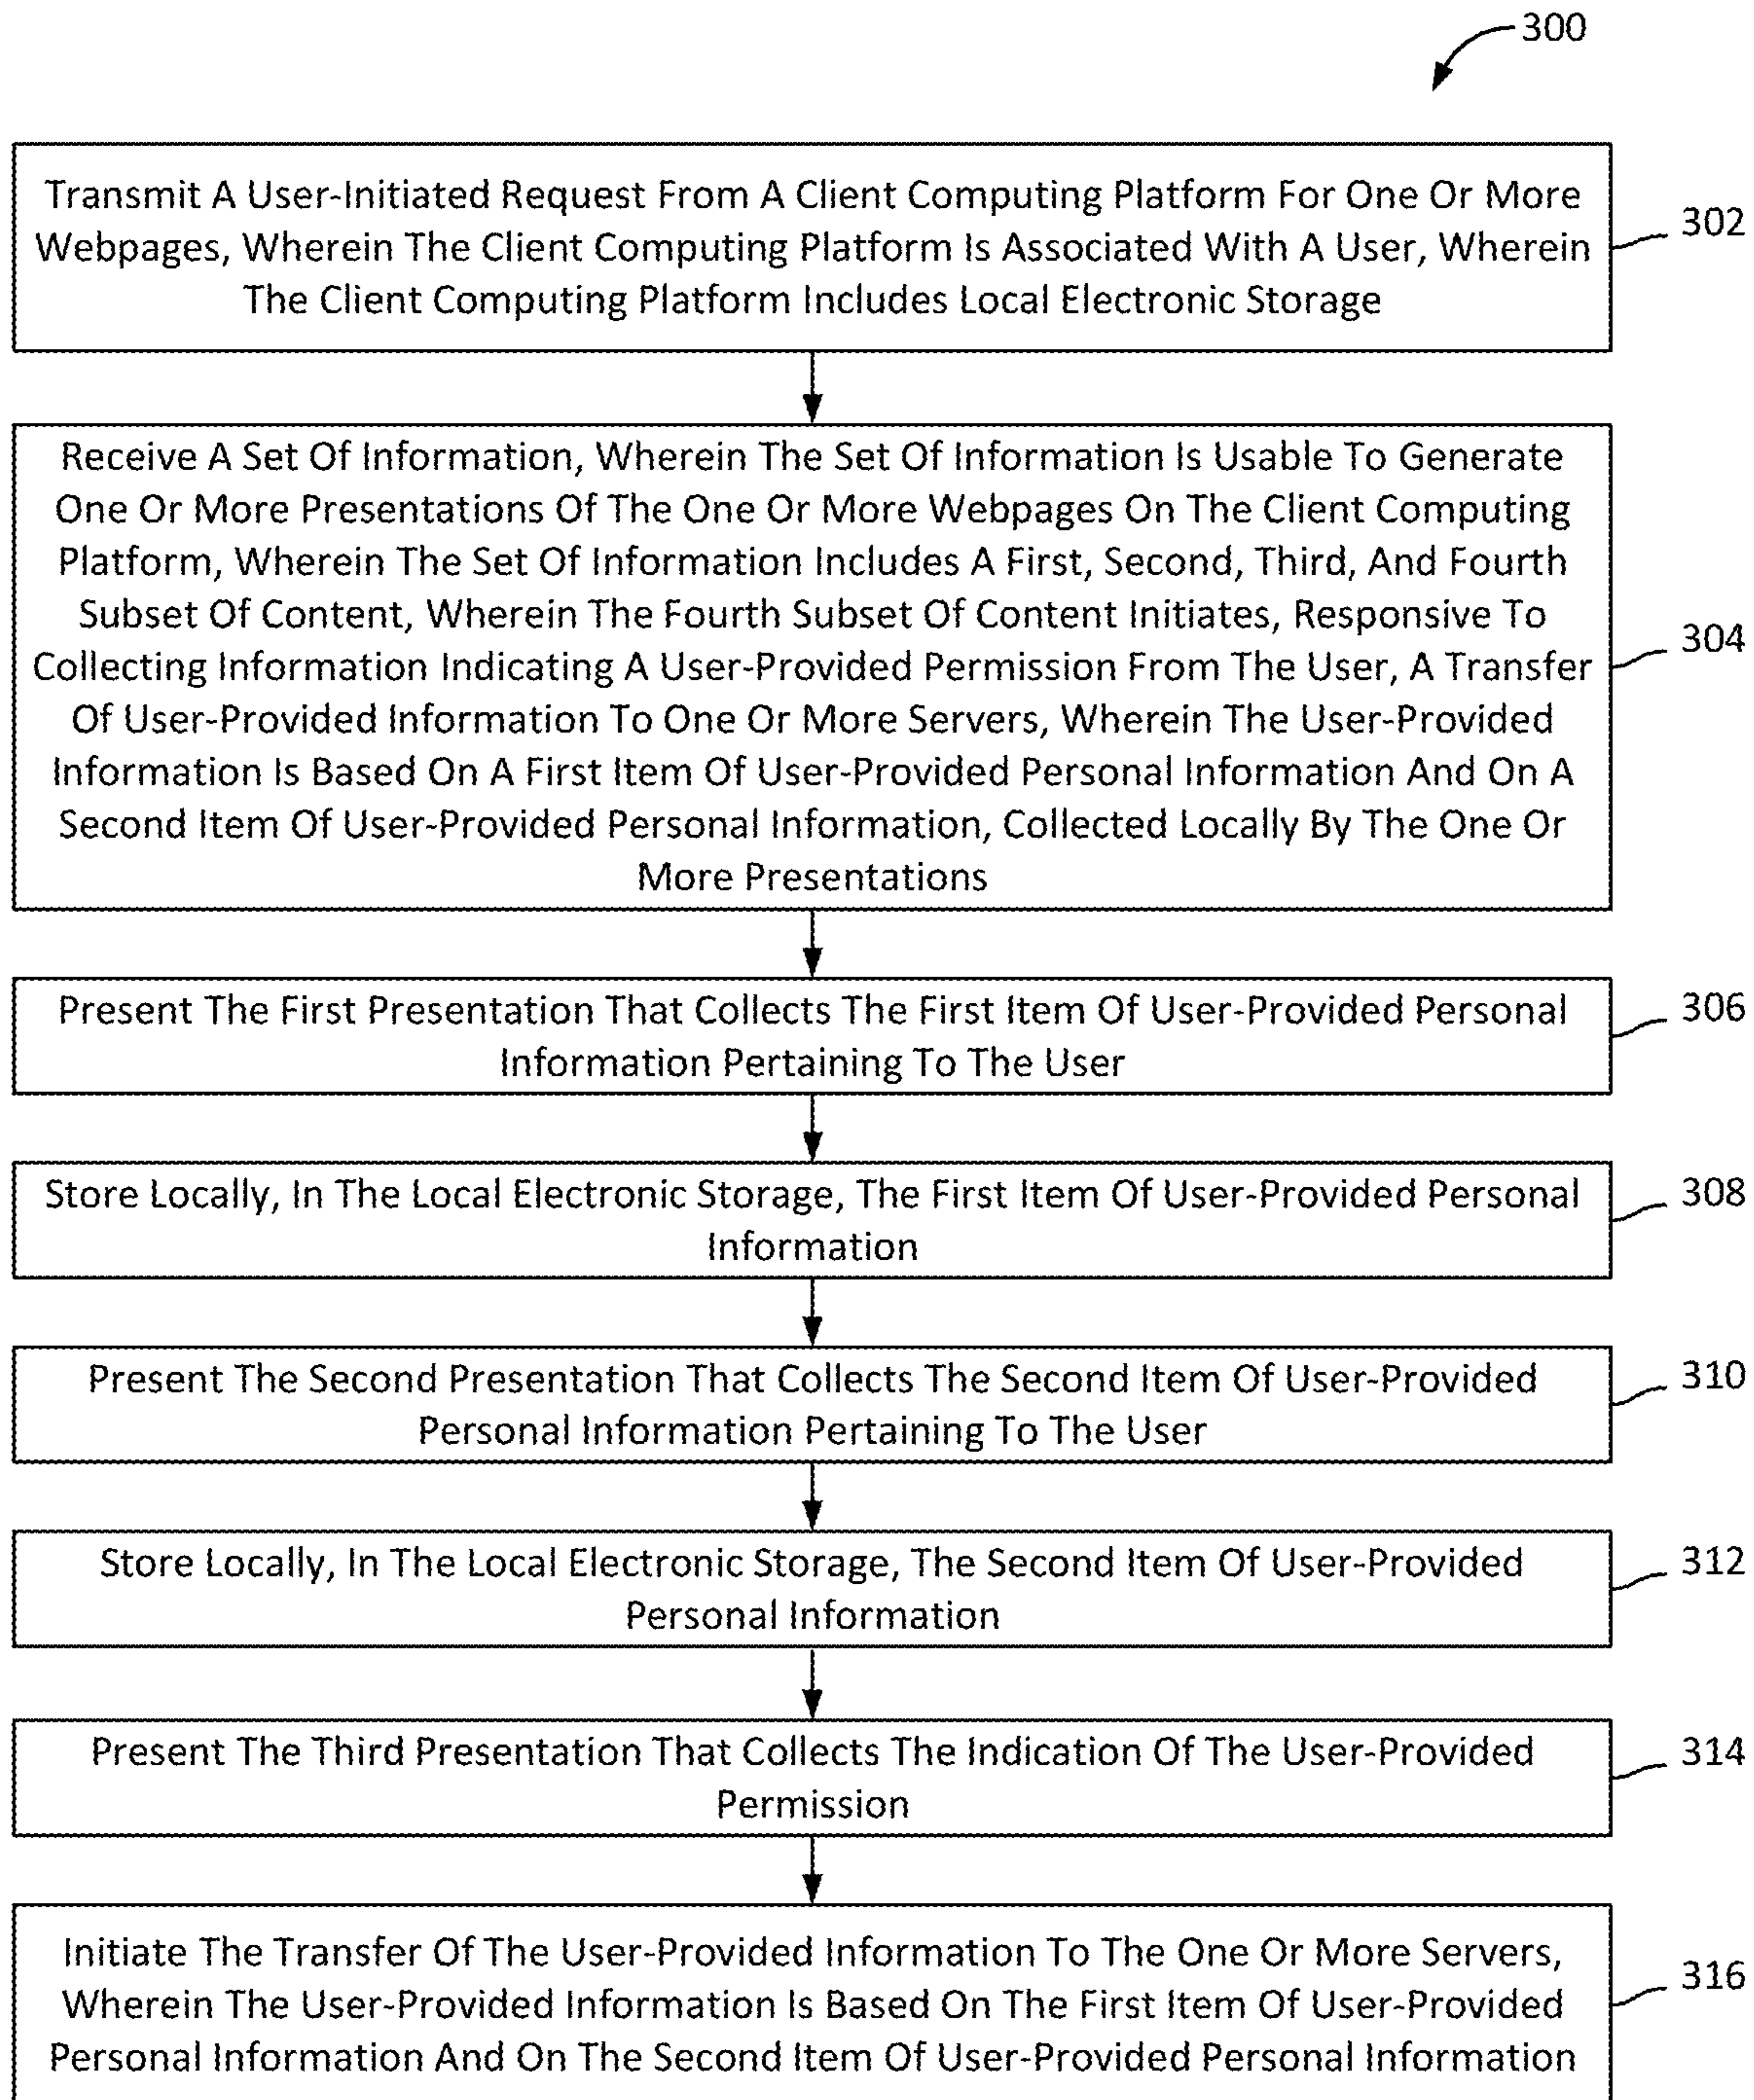 300
Transmit A User-Initiated Request From A Client Computing Platform For One Or More
Webpages, Wherein The Client Computing Platform Is Associated With A User, Wherein
The Client Computing Platform Includes Local Electronic Storage
302
Receive A Set Of Information, Wherein The Set Of Information Is Usable To Generate
One Or More Presentations Of The One Or More Webpages On The Client Computing
Platform, Wherein The Set Of Information Includes A First, Second, Third, And Fourth
Subset Of Content, Wherein The Fourth Subset Of Content Initiates, Responsive To
Collecting Information Indicating A User-Provided Permission From The User, A Transfer
Of User-Provided Information To One Or More Servers, Wherein The User-Provided
Information Is Based On A First Item Of User-Provided Personal Information And On A
Second Item Of User-Provided Personal Information, Collected Locally By The One Or
More Presentations
304
Present The First Presentation That Collects The First Item Of User-Provided Personal
Information Pertaining To The User
306
Store Locally, In The Local Electronic Storage, The First Item Of User-Provided Personal
Information
308
Present The Second Presentation That Collects The Second Item Of User-Provided
Personal Information Pertaining To The User
310
Store Locally, In The Local Electronic Storage, The Second Item Of User-Provided
Personal Information
312
Present The Third Presentation That Collects The Indication Of The User-Provided
Permission
314
Initiate The Transfer Of The User-Provided Information To The One Or More Servers,
Wherein The User-Provided Information Is Based On The First Item Of User-Provided
Personal Information And On The Second Item Of User-Provided Personal Information
316